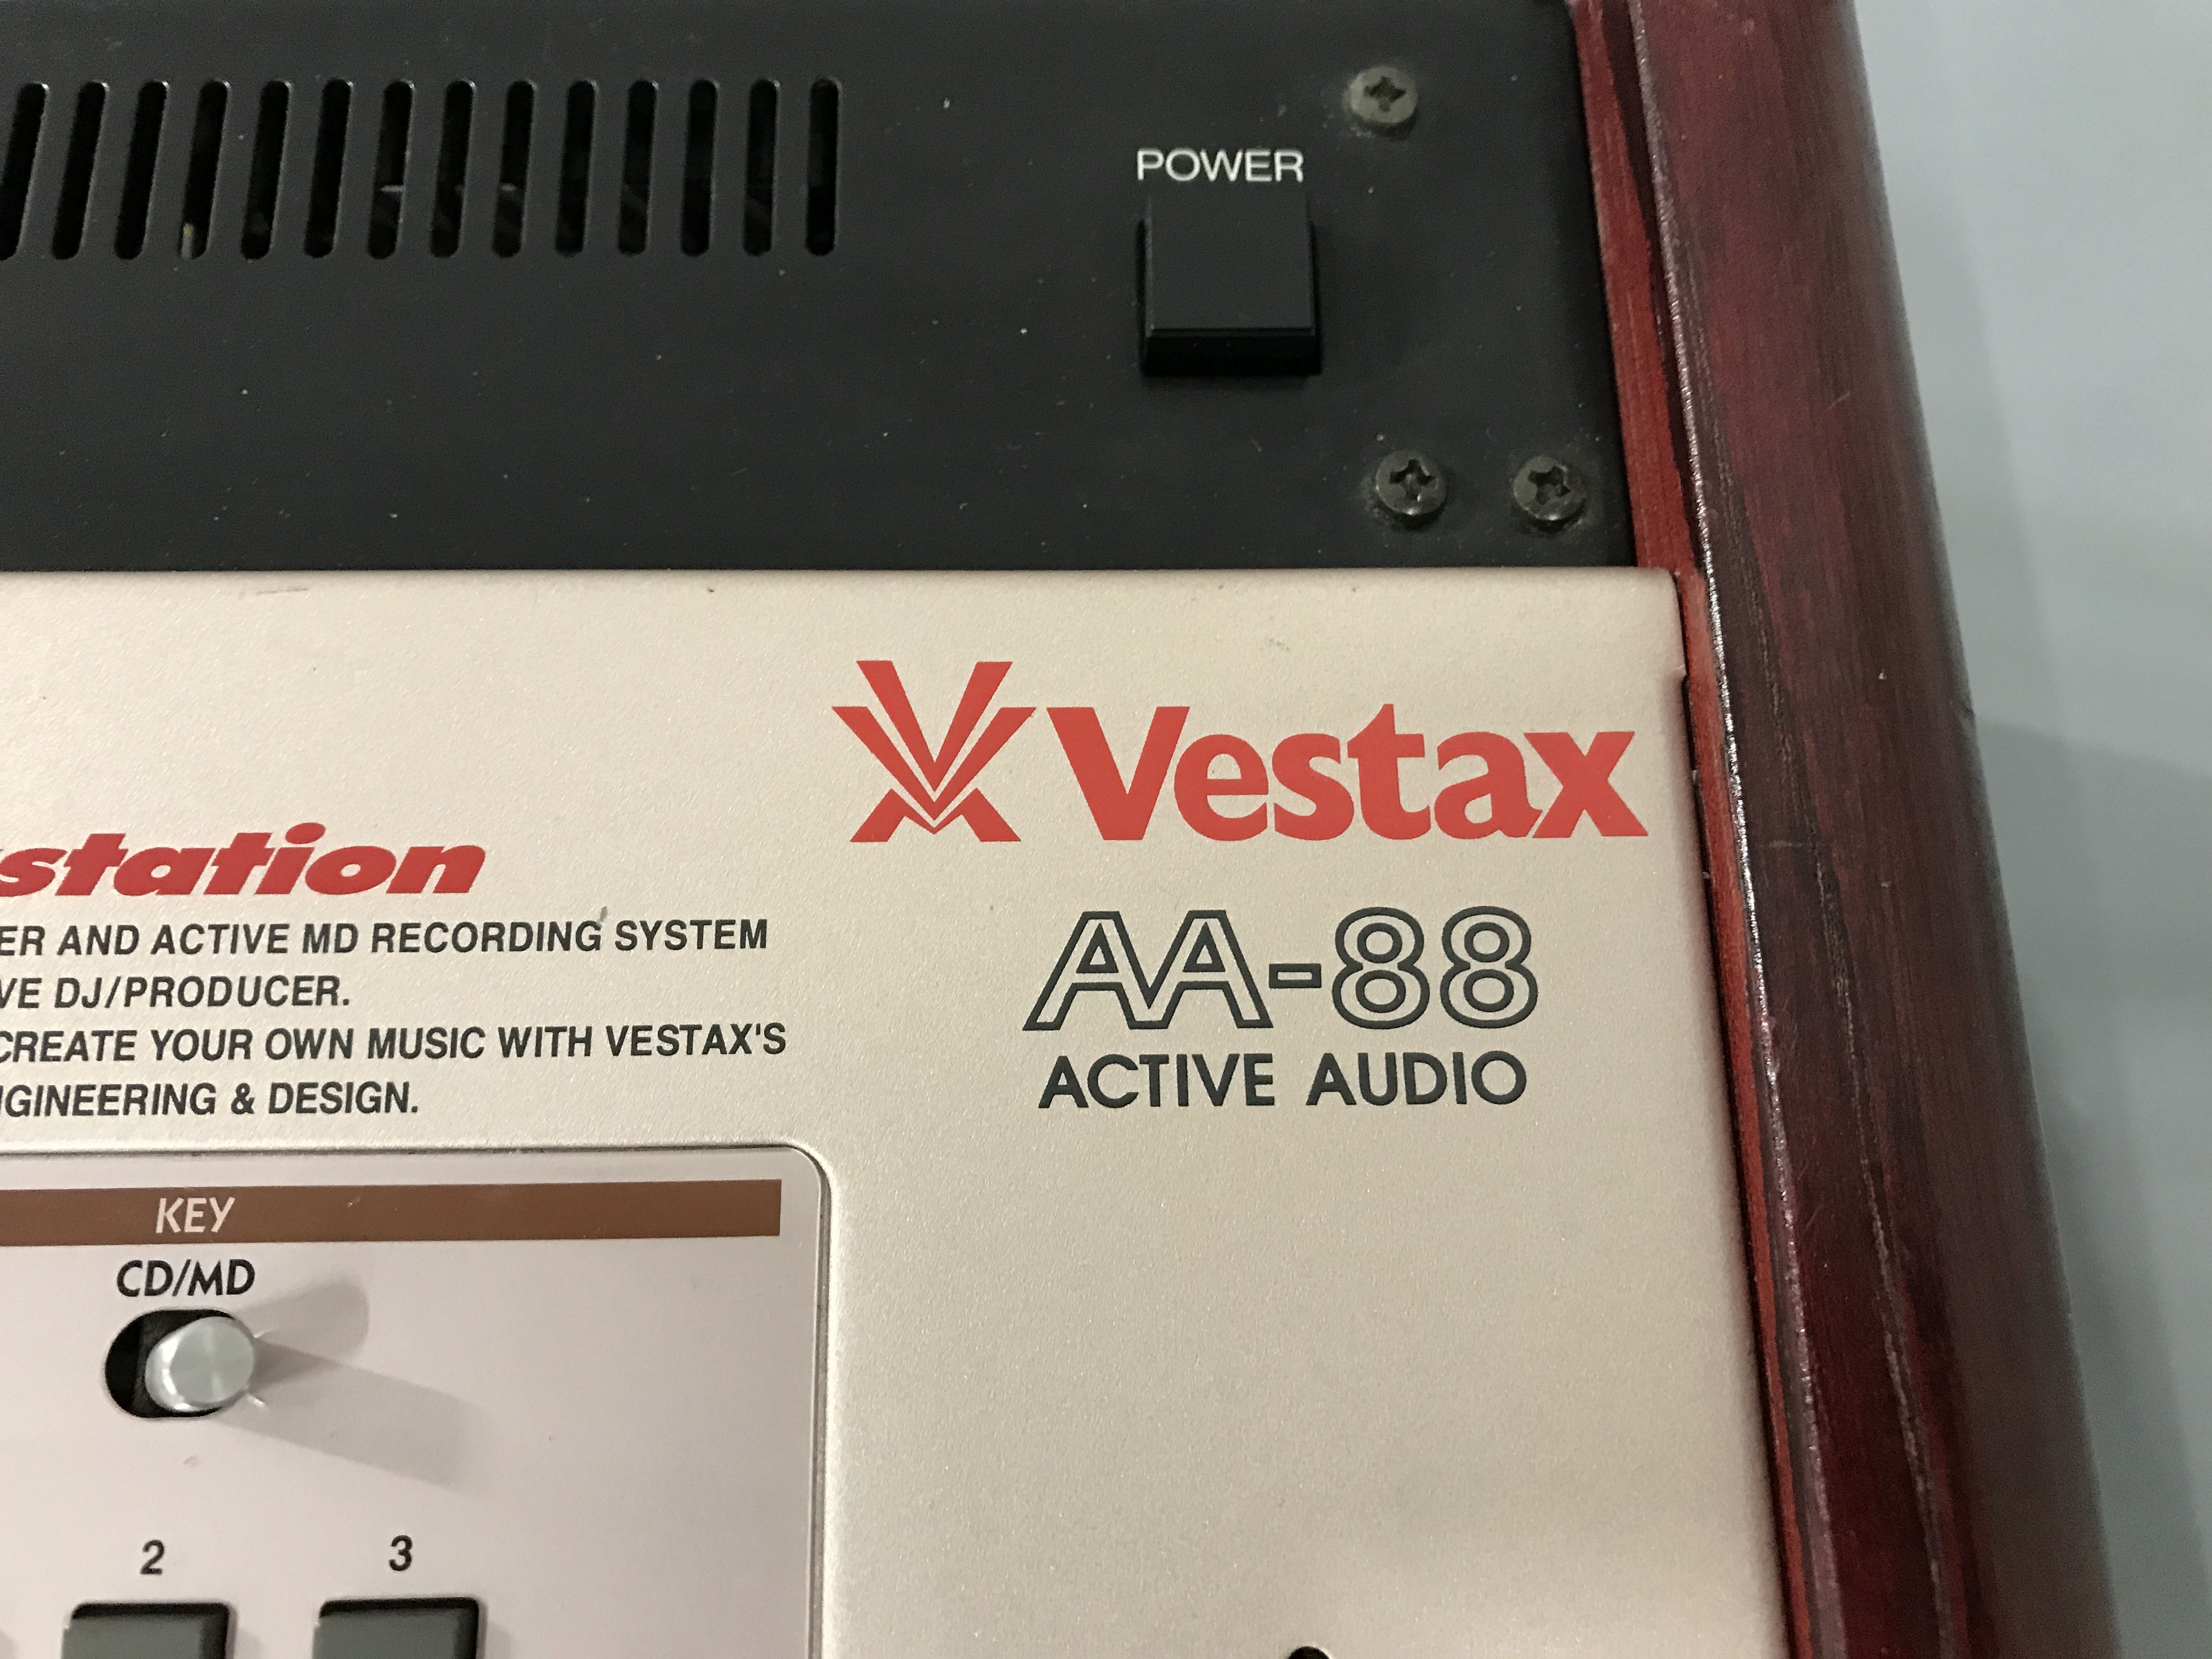 POWER
Vestax
station
ER AND ACTIVE MD RECORDING SYSTEM
VE DJ/PRODUCER.
CREATE YOUR OWN MUSIC WITH VESTAX'S
GINEERING & DESIGN.
AA-88
ACTIVE AUDIO
KEY
CD/MD
2
3